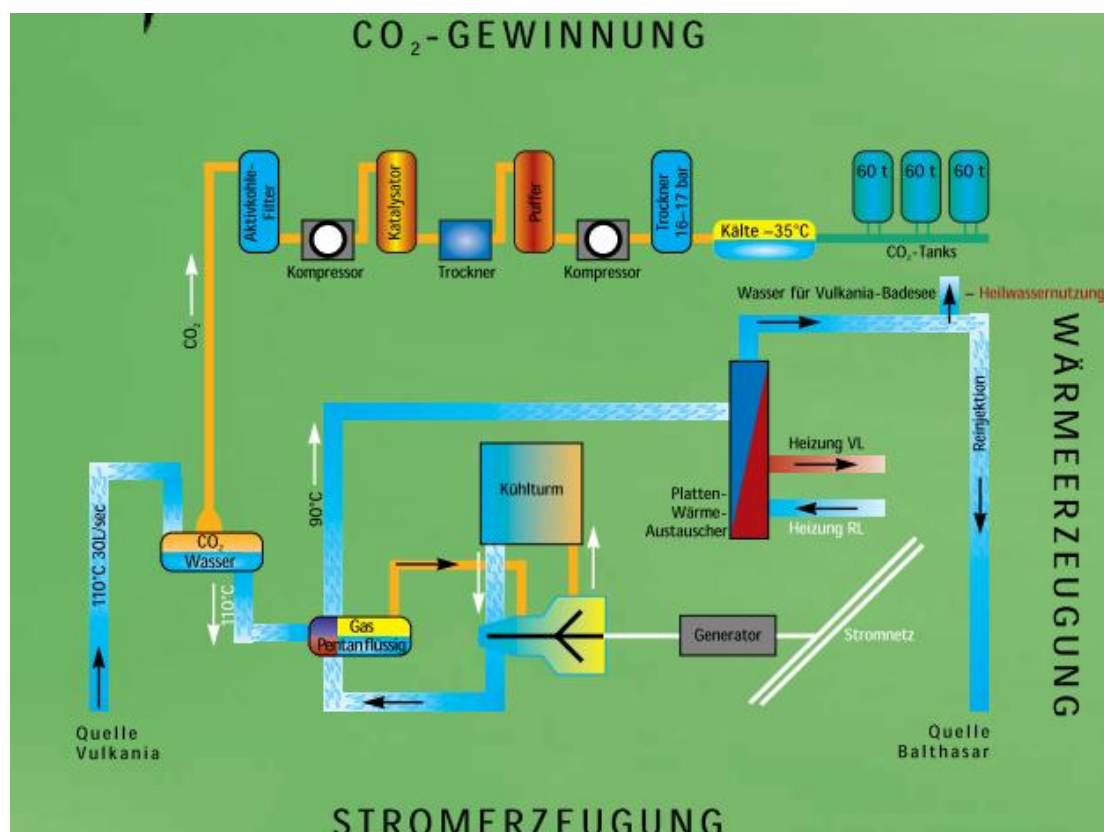 CO₂-GEWINNUNG
Aktivkohle-
Filter
Kompressor
Katalysator
Trockner
Puffer
Kompressor
Trockner
16–17 bar
Kälte –35°C
60 t
60 t
60 t
CO₂-Tanks
CO₂
Wasser für Vulkania-Badesee
– Heilwassernutzung
WÄRMEERZEUGUNG
Reinjektion
90°C
Kühlturm
Heizung VL
Platten-
Wärme-
Austauscher
Heizung RL
110°C 30L/sec
CO₂
Wasser
110°C
Gas
Pentanflüssig
Generator
Stromnetz
Quelle
Vulkania
Quelle
Balthasar
STROMERZEUGUNG